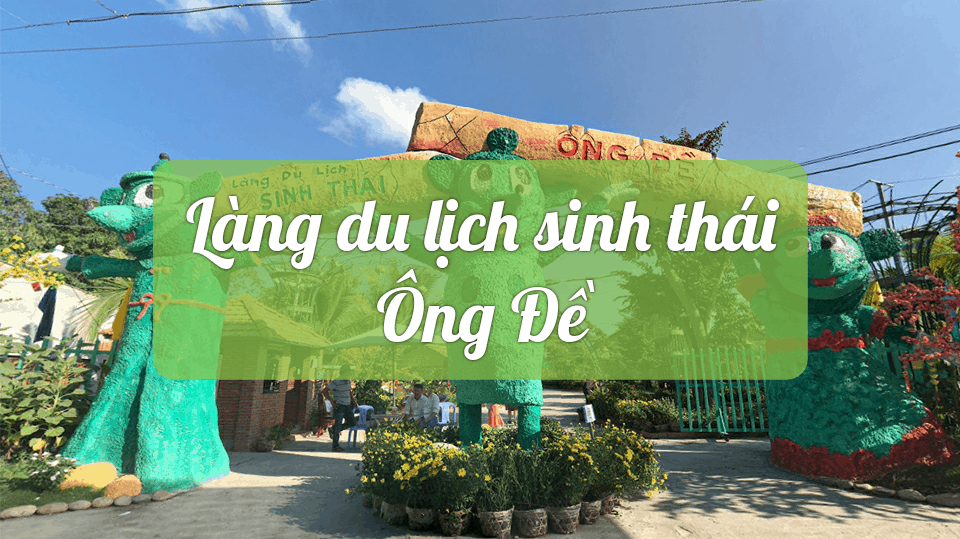 Làng Du Lịch
SINH THÁI
ÔNG ĐỀ
Làng du lịch sinh thái
Ông Đề